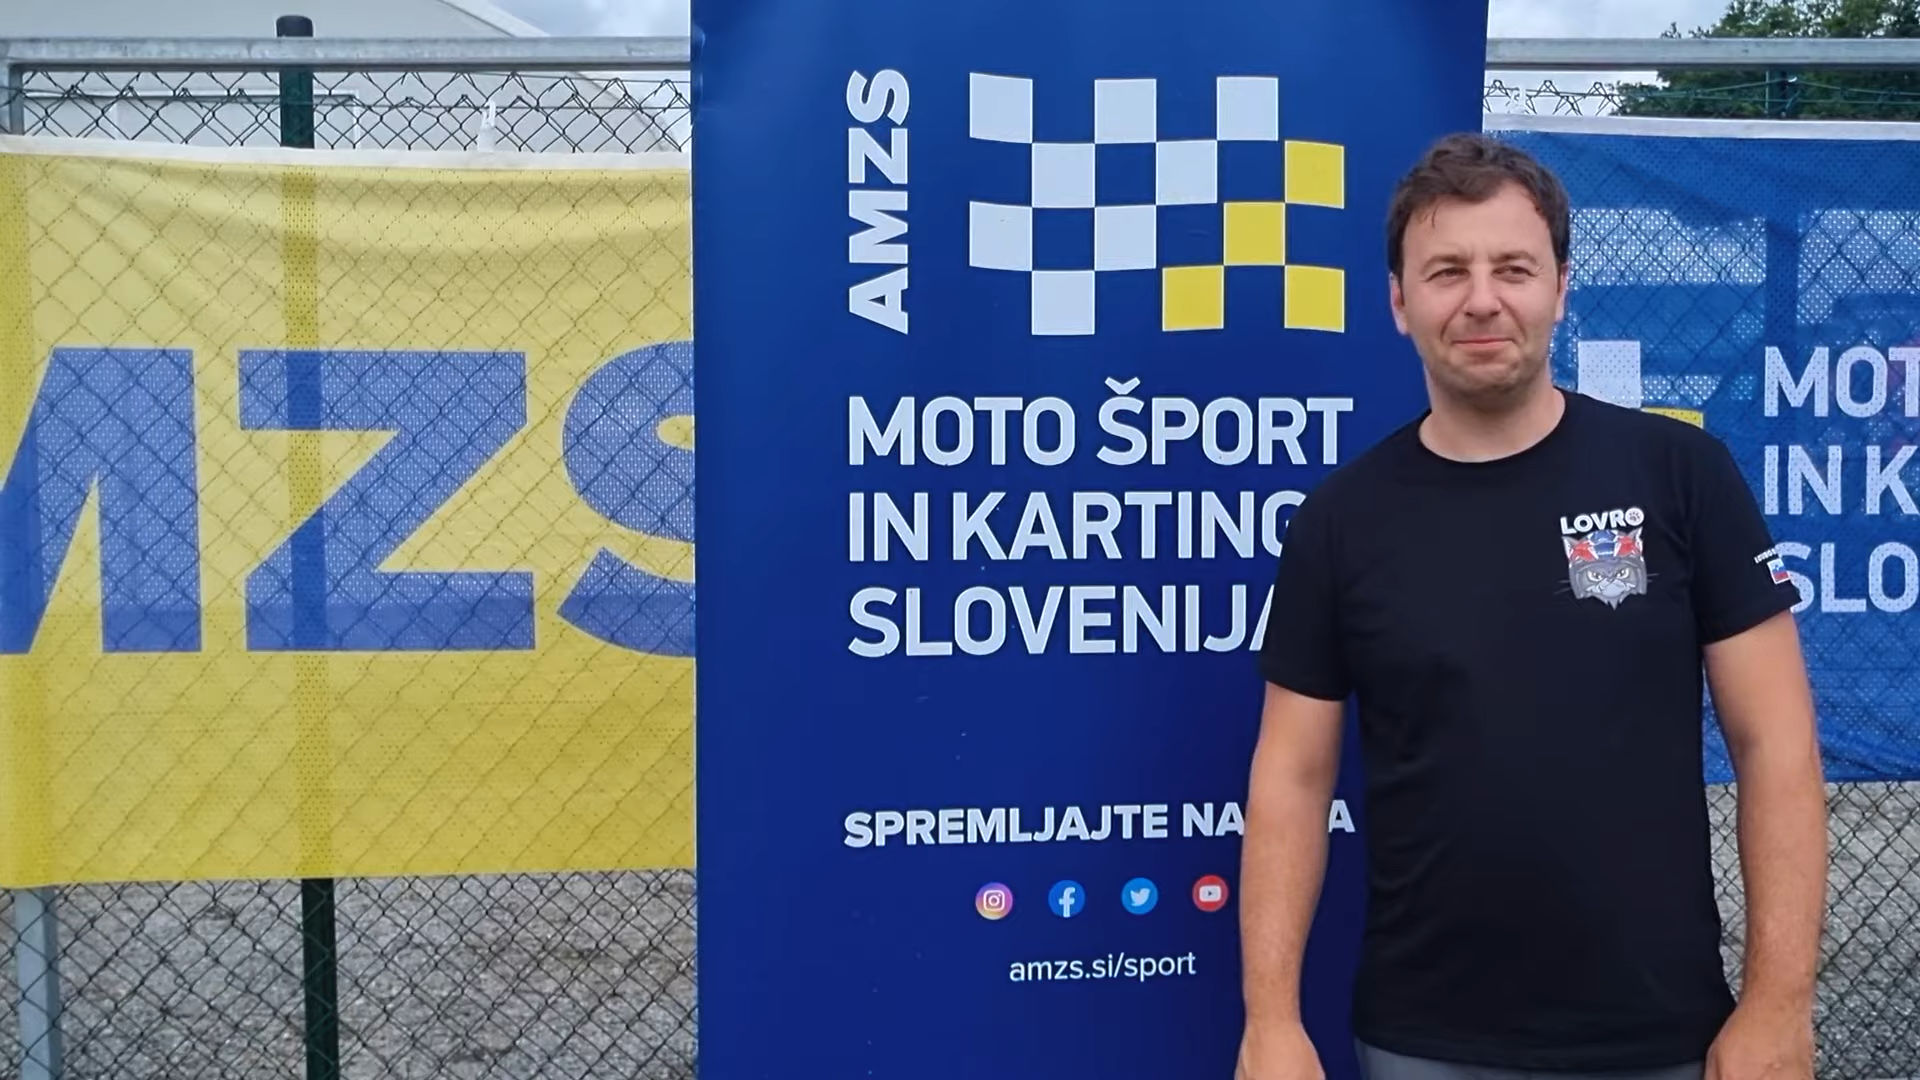 MZS
AMZS
MOTO ŠPORT
IN KARTING
SLOVENIJA
SPREMLJAJTE NA
amzs.si/sport
LOVRO
MOT
IN K
SLO